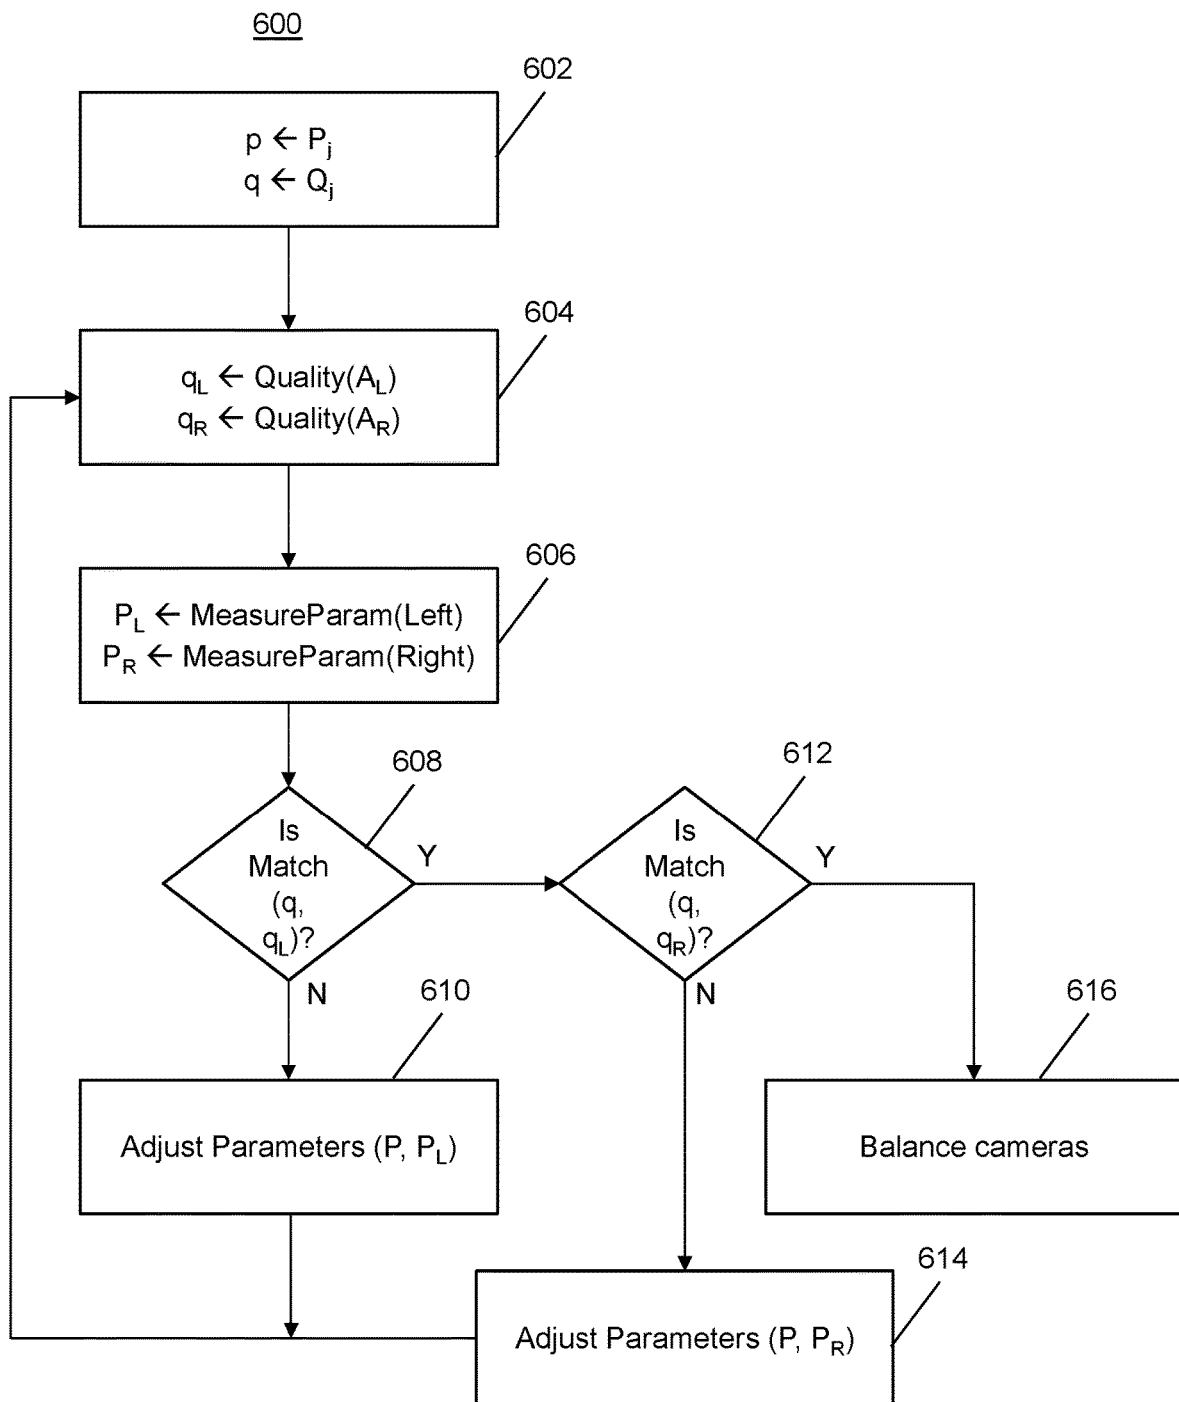 600
602
p ← Pj
q ← Qj
604
qL ← Quality(AL)
qR ← Quality(AR)
606
PL ← MeasureParam(Left)
PR ← MeasureParam(Right)
608
Is
Match
(q,
qL)?
Y
N
612
Is
Match
(q,
qR)?
Y
N
610
Adjust Parameters (P, PL)
616
Balance cameras
614
Adjust Parameters (P, PR)